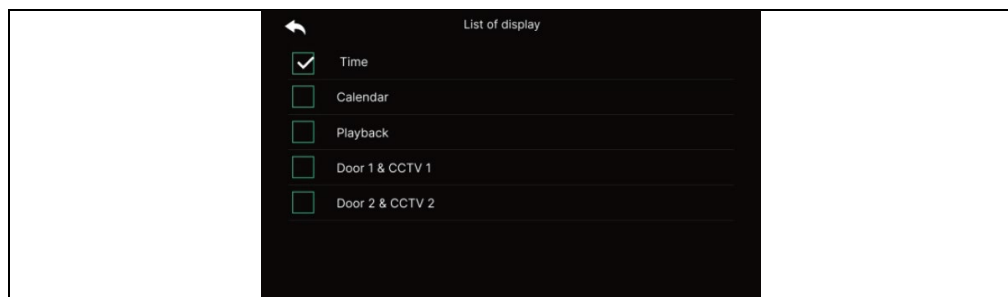 List of display
Time
Calendar
Playback
Door 1 & CCTV 1
Door 2 & CCTV 2